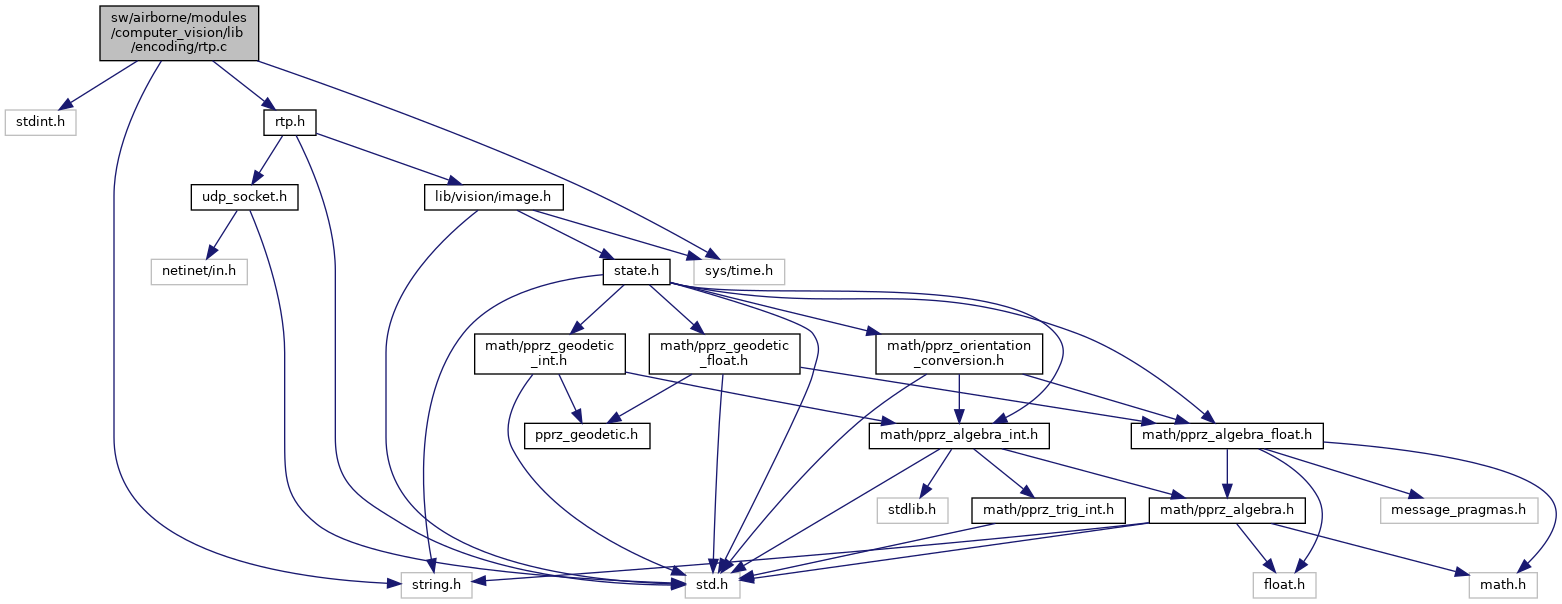 sw/airborne/modules
/computer_vision/lib
/encoding/rtp.c
stdint.h
rtp.h
udp_socket.h
lib/vision/image.h
netinet/in.h
state.h
sys/time.h
math/pprz_geodetic
_int.h
math/pprz_geodetic
_float.h
math/pprz_orientation
_conversion.h
pprz_geodetic.h
math/pprz_algebra_int.h
math/pprz_algebra_float.h
stdlib.h
math/pprz_trig_int.h
math/pprz_algebra.h
message_pragmas.h
string.h
std.h
float.h
math.h